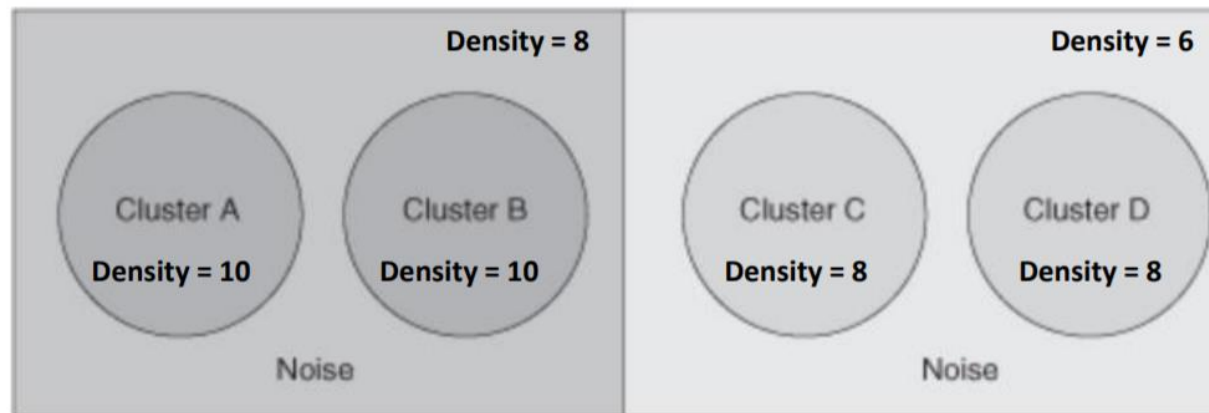 Density = 8
Density = 6
Cluster A
Cluster B
Cluster C
Cluster D
Density = 10
Density = 10
Density = 8
Density = 8
Noise
Noise